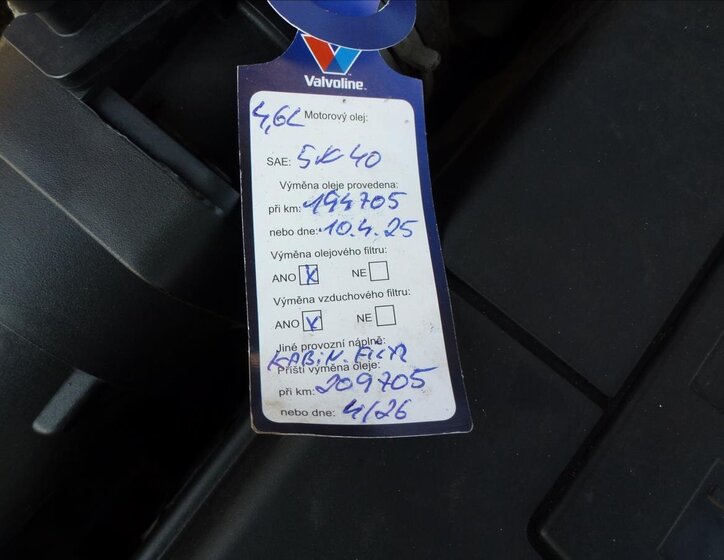 Valvoline™
4,6L Motorový olej:
SAE: 5W40
Výměna oleje provedena:
při km: 194705
nebo dne: 10.4.25
Výměna olejového filtru:
ANO X NE
Výměna vzduchového filtru:
ANO X NE
Jiné provozní náplně:
KABIN. FILTR
Příští výměna oleje:
při km: 209705
nebo dne: 4/26